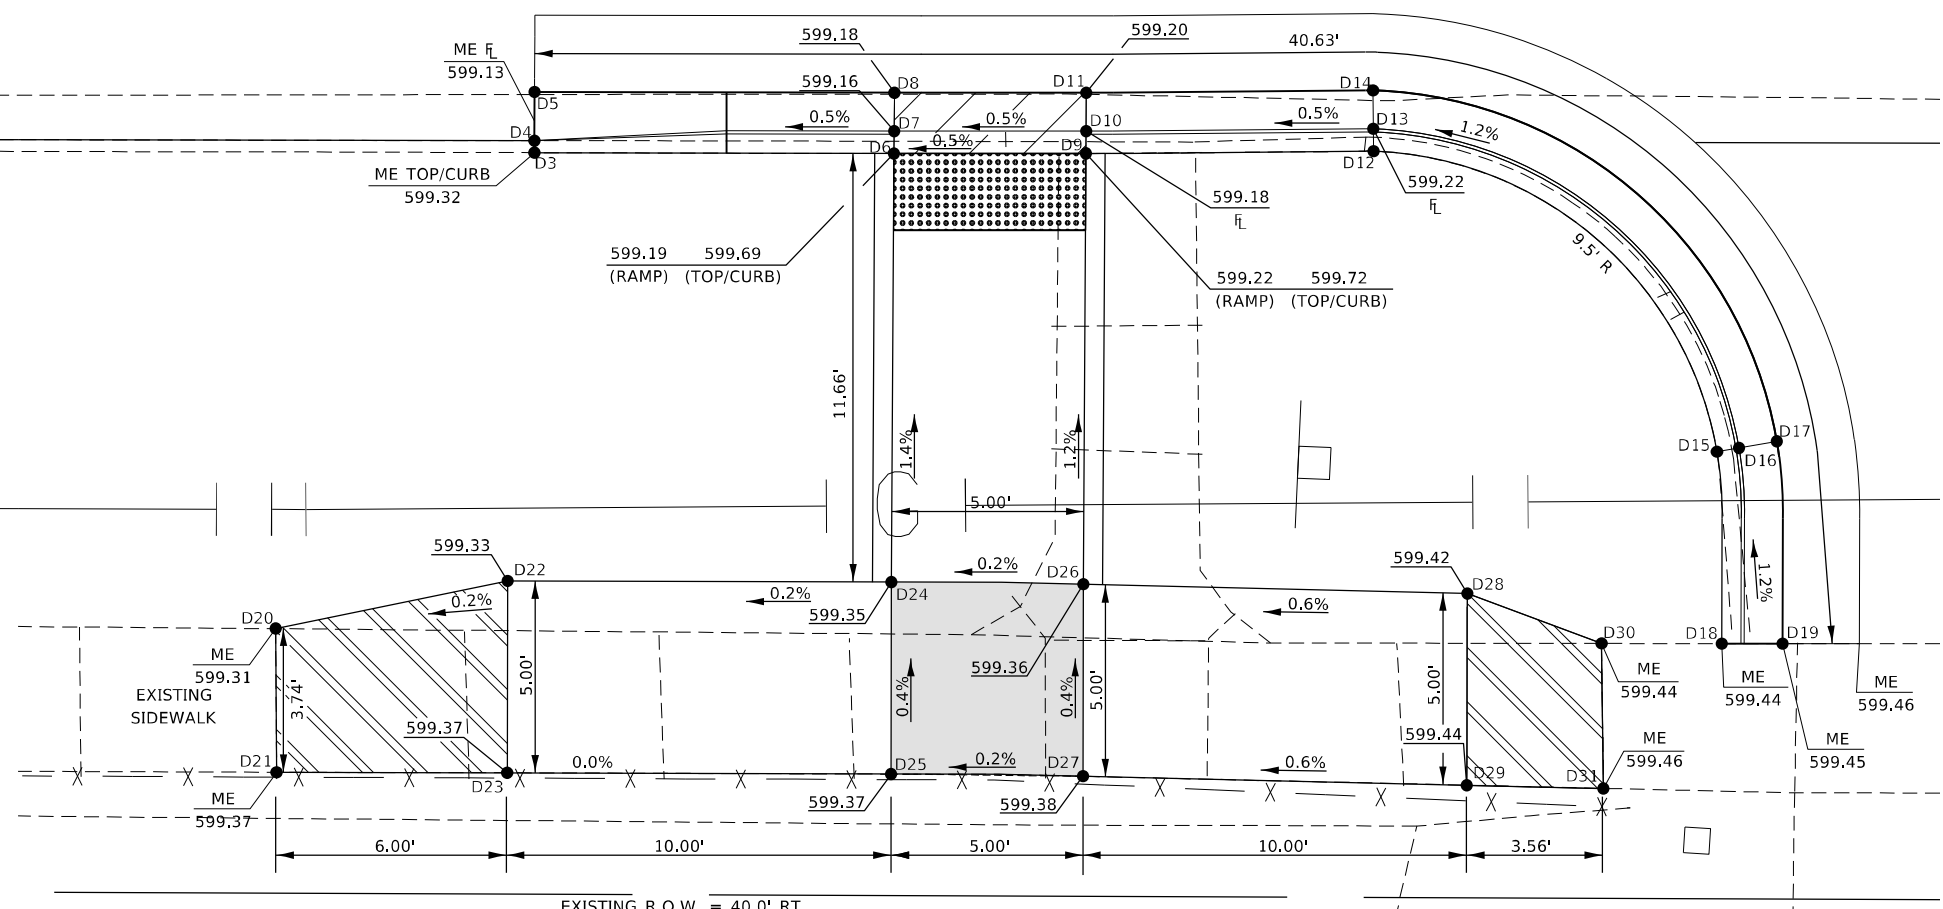 599.18
599.20
40.63'
ME FL
599.13
599.16
D8
D11
D14
D5
0.5%
0.5%
0.5%
D4
D7
D10
D13
1.2%
D6
0.5%
D9
D3
D12
ME TOP/CURB
599.32
599.22
FL
599.18
FL
9.5' R
599.19 599.69
(RAMP) (TOP/CURB)
599.22 599.72
(RAMP) (TOP/CURB)
11.66'
1.4%
1.2%
D15
D17
D16
5.00'
599.33
D22
0.2%
D26
599.42
D28
1.2%
D20
0.2%
0.2%
D24
0.6%
599.35
D30
D18
D19
ME
599.31
EXISTING
SIDEWALK
3.74'
5.00'
599.36
0.4%
0.4%
5.00'
5.00'
ME
599.44
ME
599.44
ME
599.46
599.37
599.44
ME
599.46
ME
599.45
D21
D23
0.0%
D25
0.2%
D27
0.6%
D29
D31
ME
599.37
599.37
599.38
6.00'
10.00'
5.00'
10.00'
3.56'
EXISTING R.O.W. = 40.0' RT